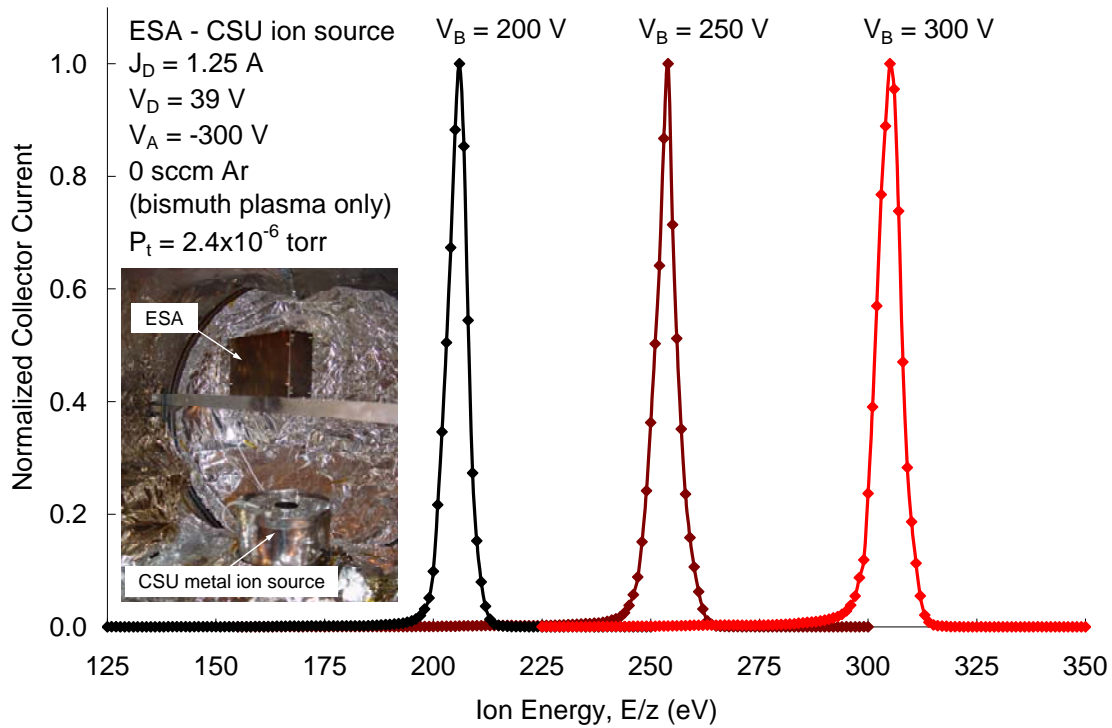 ESA - CSU ion source
J_D = 1.25 A
V_D = 39 V
V_A = -300 V
0 sccm Ar
(bismuth plasma only)
P_t = 2.4x10^-6 torr
V_B = 200 V
V_B = 250 V
V_B = 300 V
ESA
CSU metal ion source
Normalized Collector Current
1.0
0.8
0.6
0.4
0.2
0.0
125 150 175 200 225 250 275 300 325 350
Ion Energy, E/z (eV)